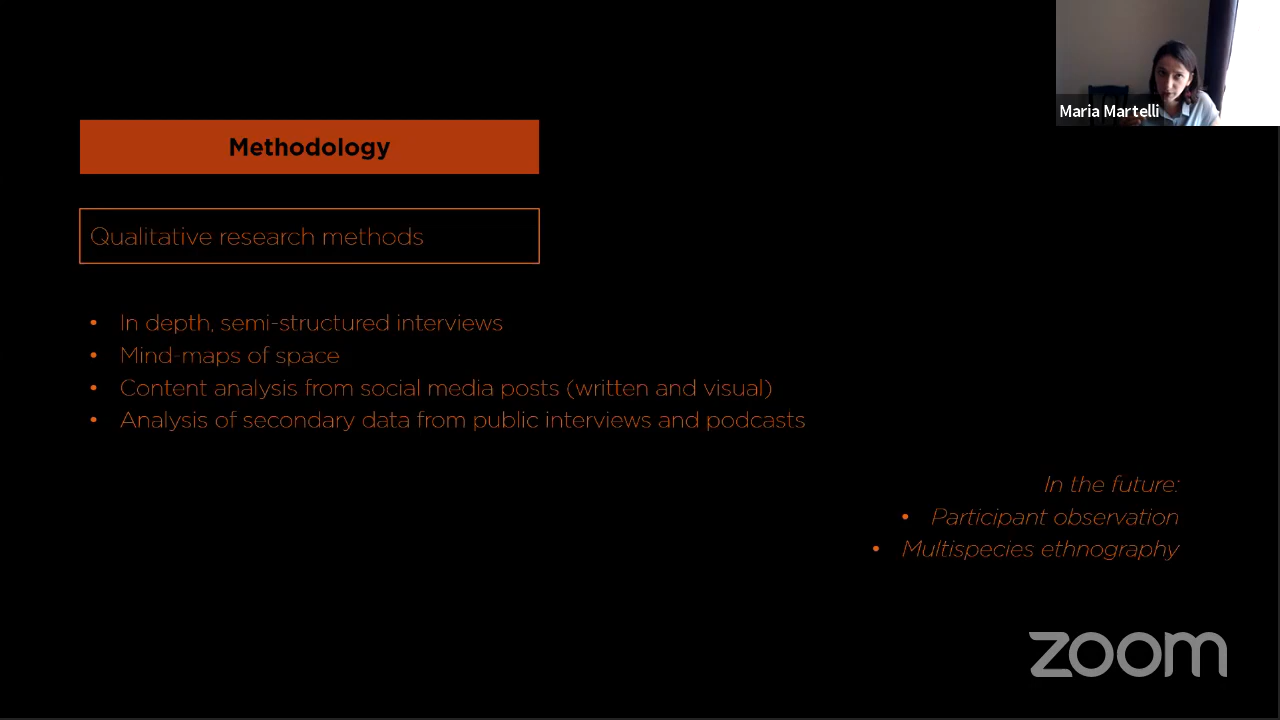 Maria Martelli
Methodology
Qualitative research methods
• In depth, semi-structured interviews
• Mind-maps of space
• Content analysis from social media posts (written and visual)
• Analysis of secondary data from public interviews and podcasts
In the future:
• Participant observation
• Multispecies ethnography
zoom